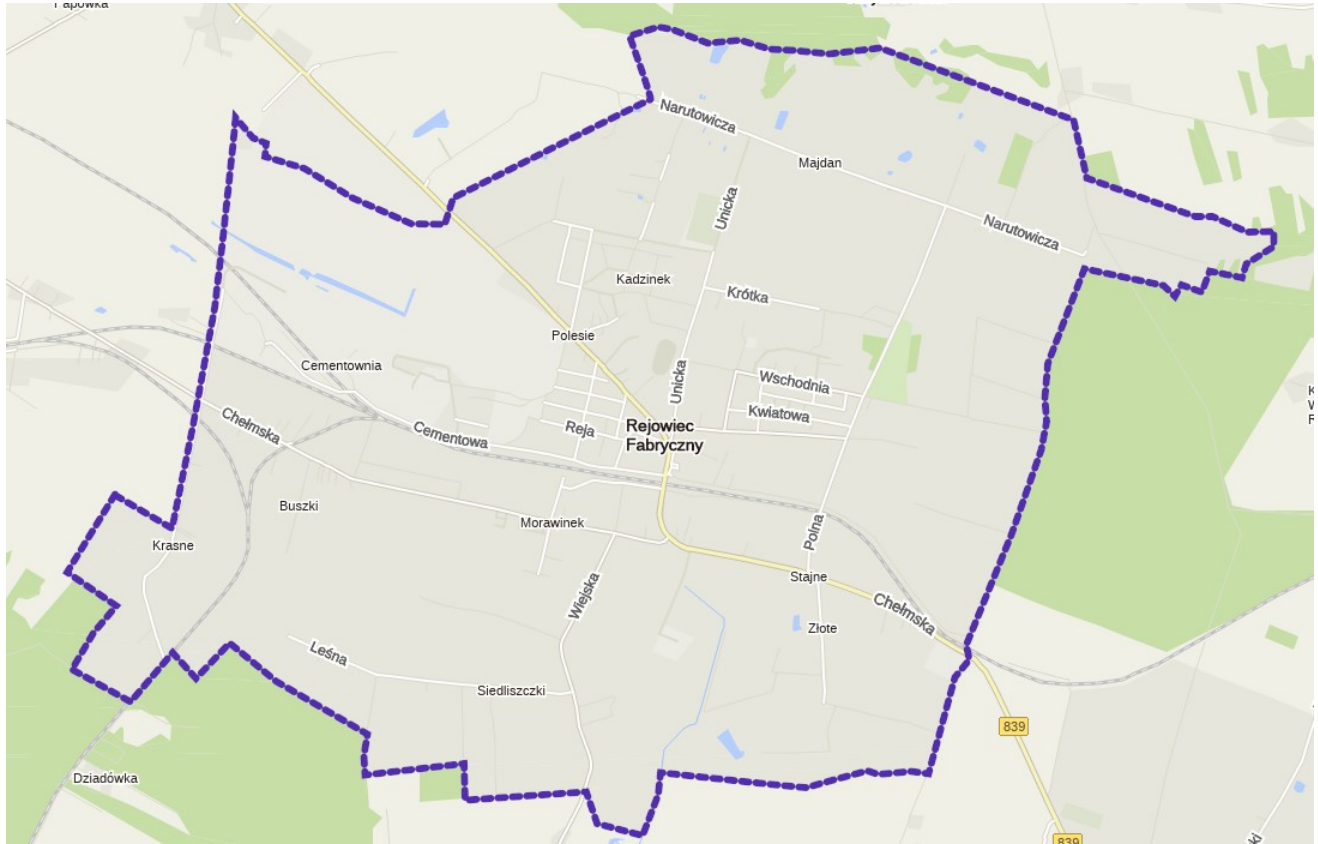 Papówka
Narutowicza
Majdan
Unicka
Narutowicza
Kadzinek
Krótka
Polesie
Cementownia
Unicka
Wschodnia
Chełmska
Kwiatowa
Cementowa
Reja
Rejowiec
Fabryczny
Buszki
Morawinek
Polna
Krasne
Stajne
Wiejska
Chełmska
Złote
Leśna
Siedliszczki
839
Dziadówka
839